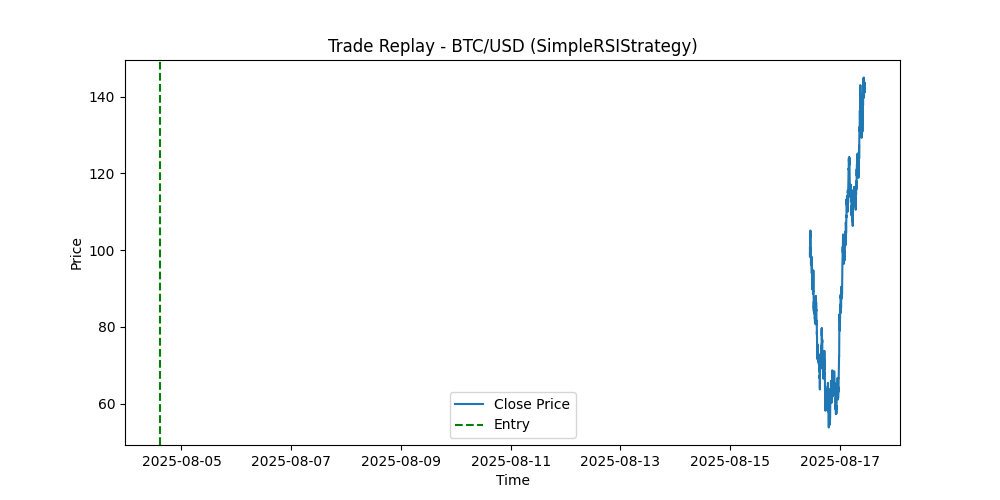 Trade Replay - BTC/USD (SimpleRSIStrategy)
140
120
100
80
60
Price
Close Price
Entry
2025-08-05 2025-08-07 2025-08-09 2025-08-11 2025-08-13 2025-08-15 2025-08-17
Time